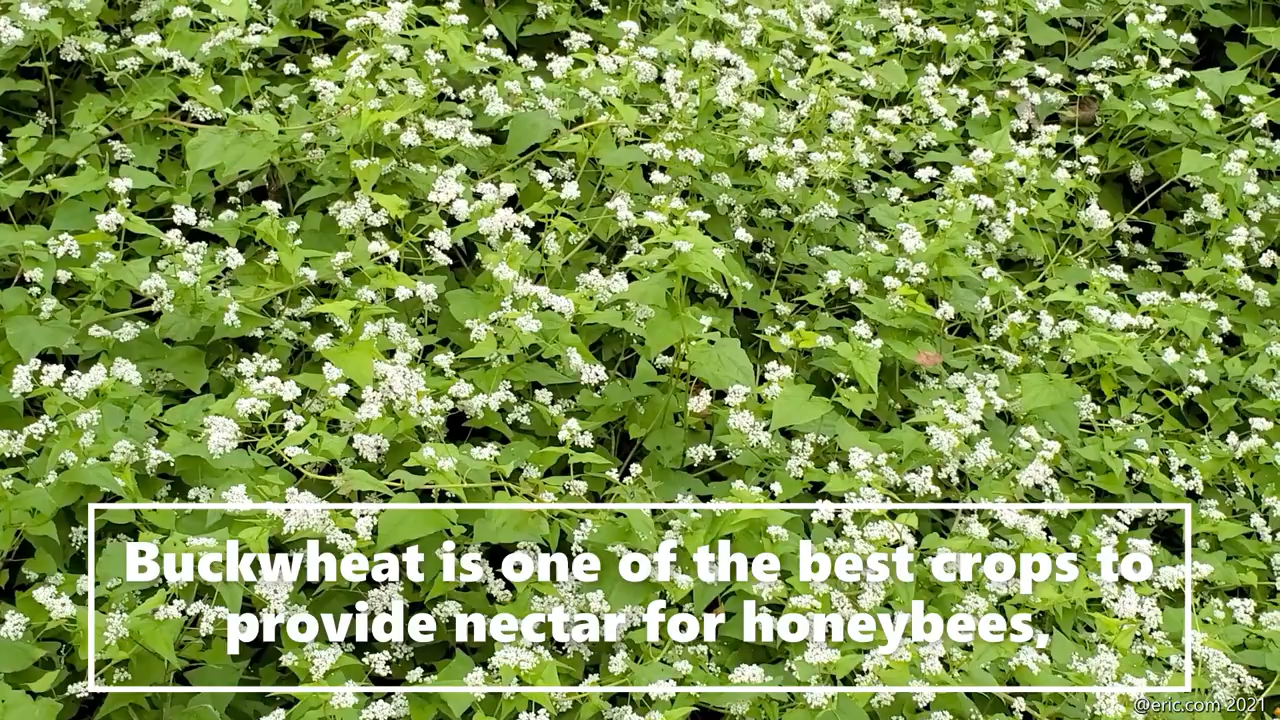 Buckwheat is one of the best crops to
provide nectar for honeybees,
@eric.com 2021